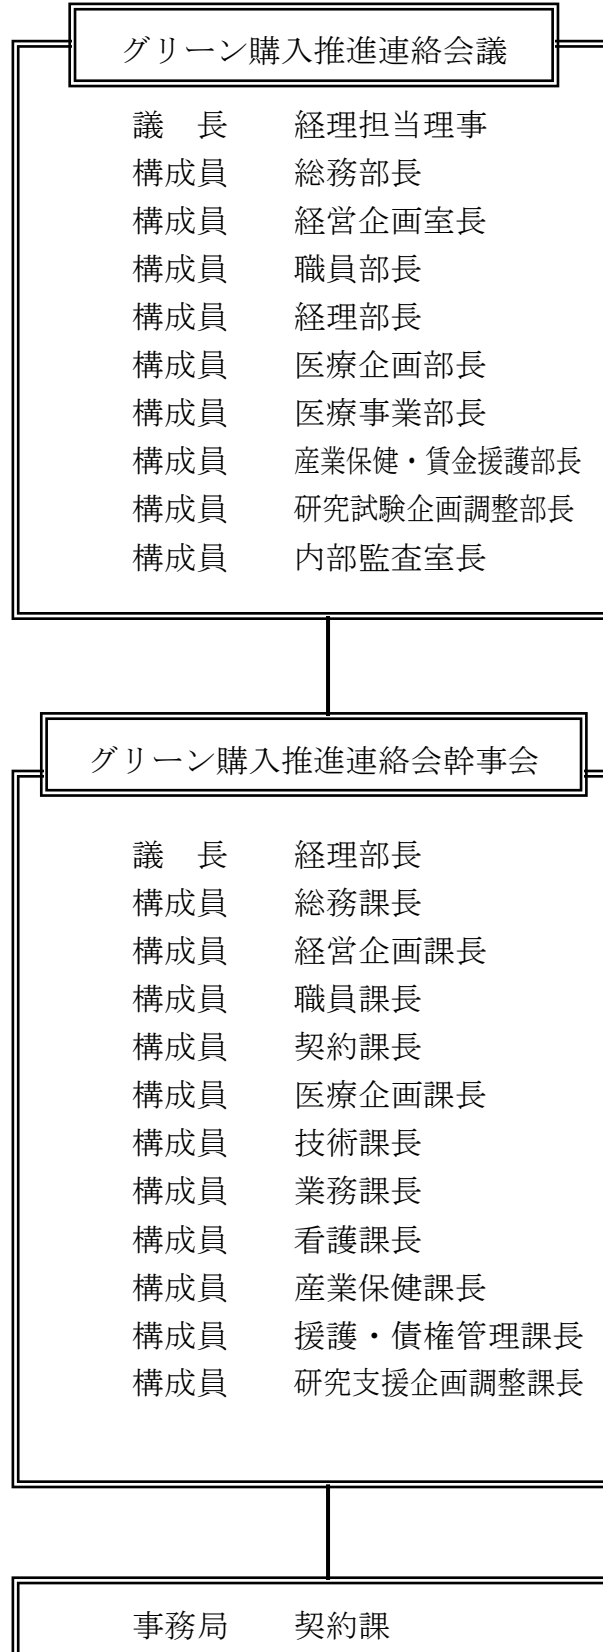 グリーン購入推進連絡会議
議　長　　経理担当理事
構成員　　総務部長
構成員　　経営企画室長
構成員　　職員部長
構成員　　経理部長
構成員　　医療企画部長
構成員　　医療事業部長
構成員　　産業保健・賃金援護部長
構成員　　研究試験企画調整部長
構成員　　内部監査室長
グリーン購入推進連絡会幹事会
議　長　　経理部長
構成員　　総務課長
構成員　　経営企画課長
構成員　　職員課長
構成員　　契約課長
構成員　　医療企画課長
構成員　　技術課長
構成員　　業務課長
構成員　　看護課長
構成員　　産業保健課長
構成員　　援護・債権管理課長
構成員　　研究支援企画調整課長
事務局　　契約課